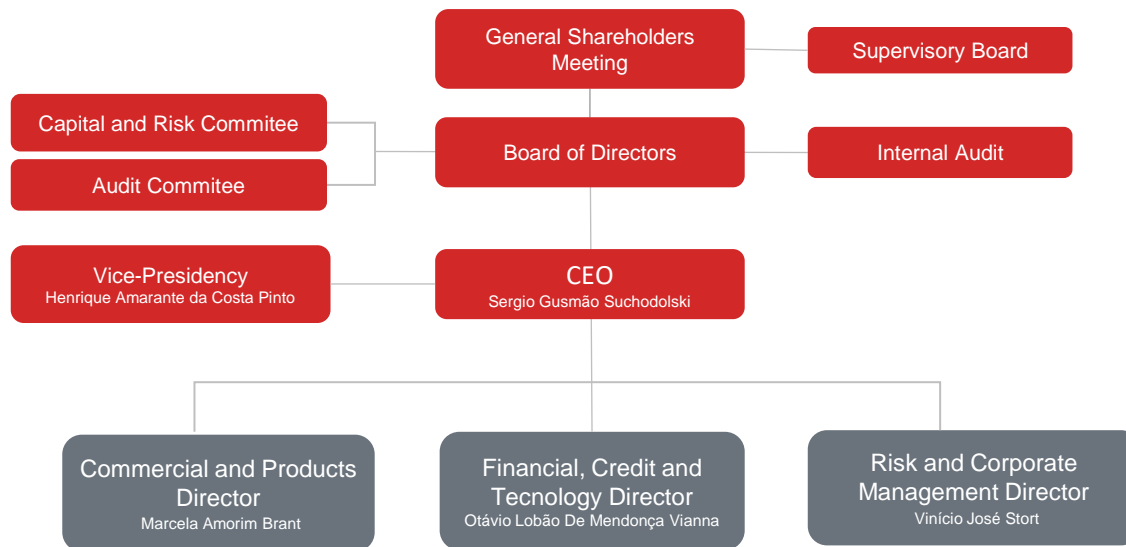 General Shareholders
Meeting
Supervisory Board
Capital and Risk Commitee
Board of Directors
Internal Audit
Audit Commitee
Vice-Presidency
Henrique Amarante da Costa Pinto
CEO
Sergio Gusmão Suchodolski
Commercial and Products
Director
Marcela Amorim Brant
Financial, Credit and
Tecnology Director
Otávio Lobão De Mendonça Vianna
Risk and Corporate
Management Director
Vinício José Stort